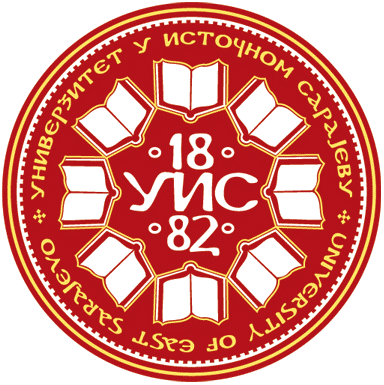 УНИВЕРЗИТЕТ У ИСТОЧНОМ САРАЈЕВУ
18
УИС
82
UNIVERSITY OF EAST SARAJEVO